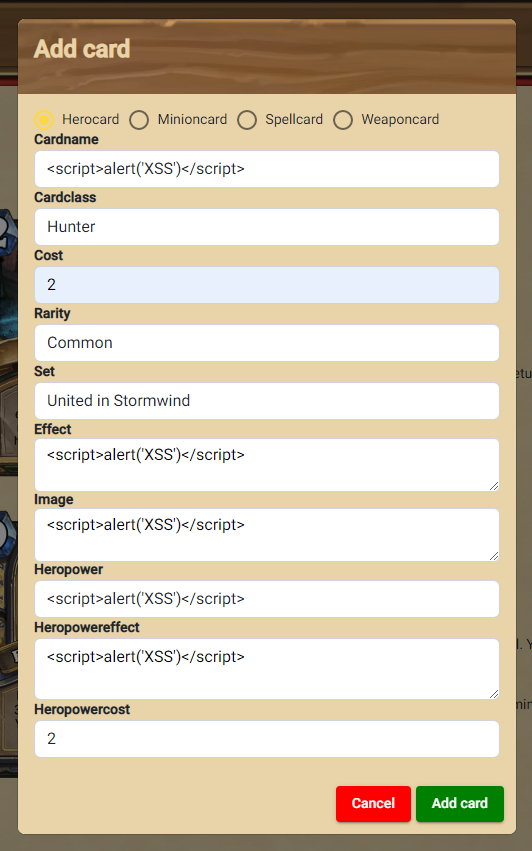 Add card
Herocard Minioncard Spellcard Weaponcard
Cardname
<script>alert('XSS')</script>
Cardclass
Hunter
Cost
2
Rarity
Common
Set
United in Stormwind
Effect
<script>alert('XSS')</script>
Image
<script>alert('XSS')</script>
Heropower
<script>alert('XSS')</script>
Heropowereffect
<script>alert('XSS')</script>
Heropowercost
2
Cancel Add card